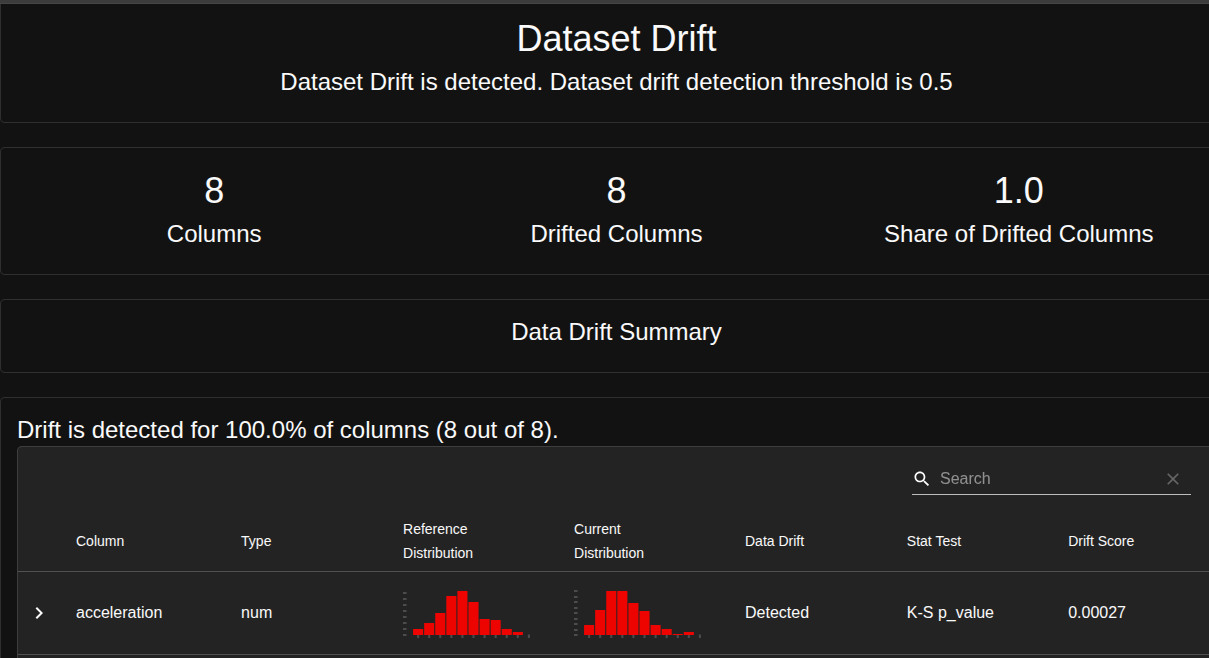 Dataset Drift
Dataset Drift is detected. Dataset drift detection threshold is 0.5
8
Columns
8
Drifted Columns
1.0
Share of Drifted Columns
Data Drift Summary
Drift is detected for 100.0% of columns (8 out of 8).
Search
Column
Type
Reference
Distribution
Current
Distribution
Data Drift
Stat Test
Drift Score
acceleration
num
Detected
K-S p_value
0.00027